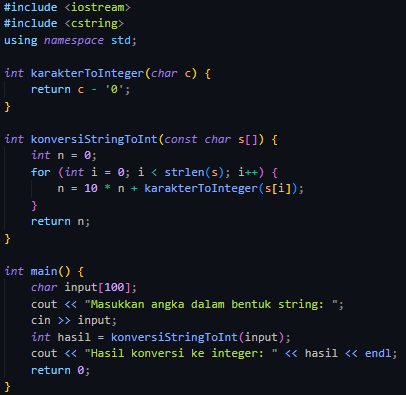 #include <iostream>
#include <cstring>
using namespace std;

int karakterToInteger(char c) {
    return c - '0';
}

int konversiStringToInt(const char s[]) {
    int n = 0;
    for (int i = 0; i < strlen(s); i++) {
        n = 10 * n + karakterToInteger(s[i]);
    }
    return n;
}

int main() {
    char input[100];
    cout << "Masukkan angka dalam bentuk string: ";
    cin >> input;
    int hasil = konversiStringToInt(input);
    cout << "Hasil konversi ke integer: " << hasil << endl;
    return 0;
}